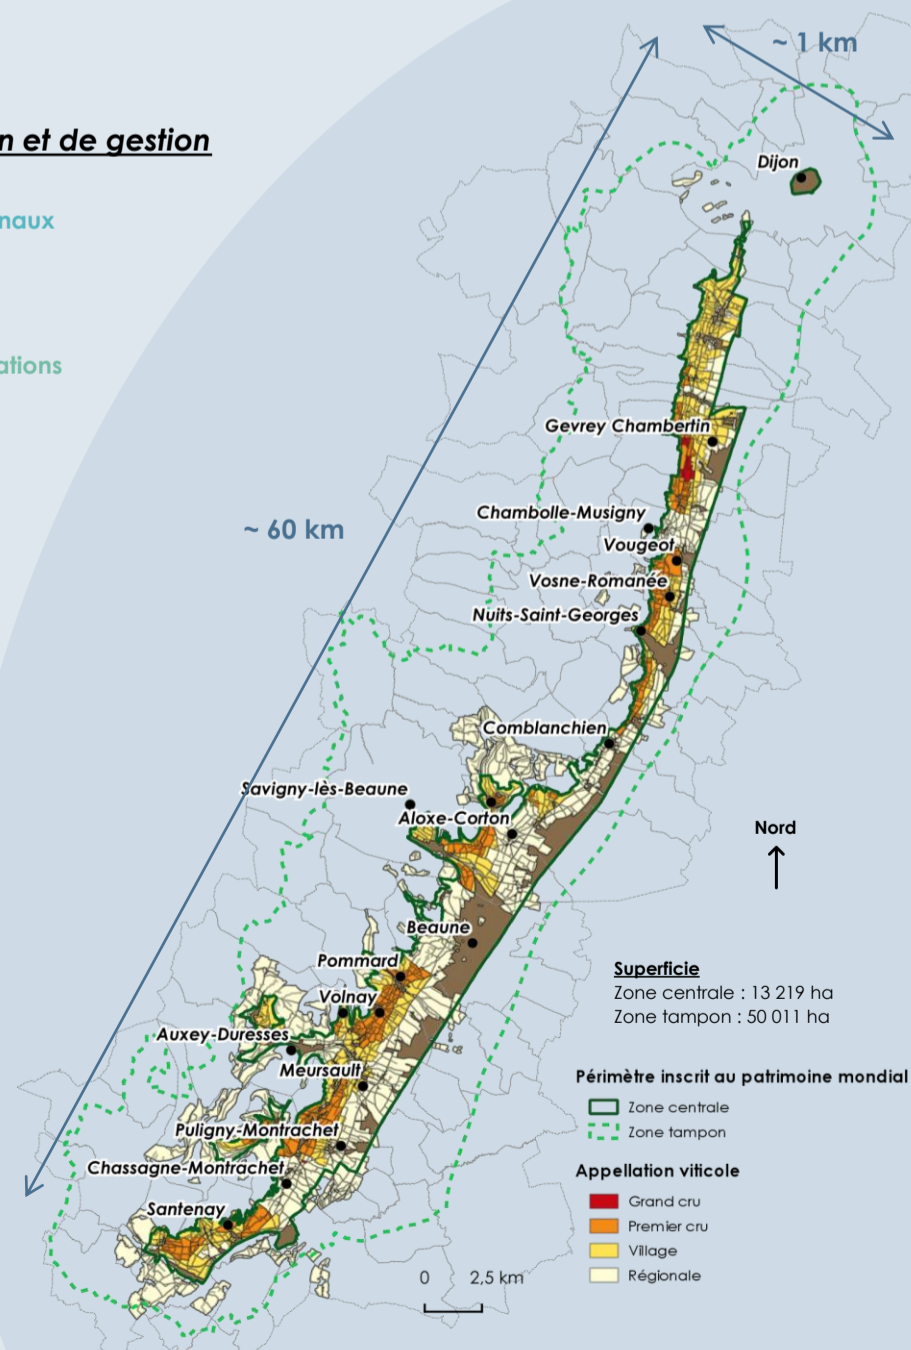 ~ 1 km
n et de gestion
Dijon
naux
ations
Gevrey Chambertin
Chambolle-Musigny
~ 60 km
Vougeot
Vosne-Romanée
Nuits-Saint-Georges
Comblanchien
Savigny-lès-Beaune
Aloxe-Corton
Nord
Beaune
Pommard
Superficie
Zone centrale : 13 219 ha
Zone tampon : 50 011 ha
Volnay
Auxey-Duresses
Meursault
Périmètre inscrit au patrimoine mondial
Zone centrale
Zone tampon
Puligny-Montrachet
Chassagne-Montrachet
Appellation viticole
Grand cru
Premier cru
Village
Régionale
Santenay
0 2,5 km